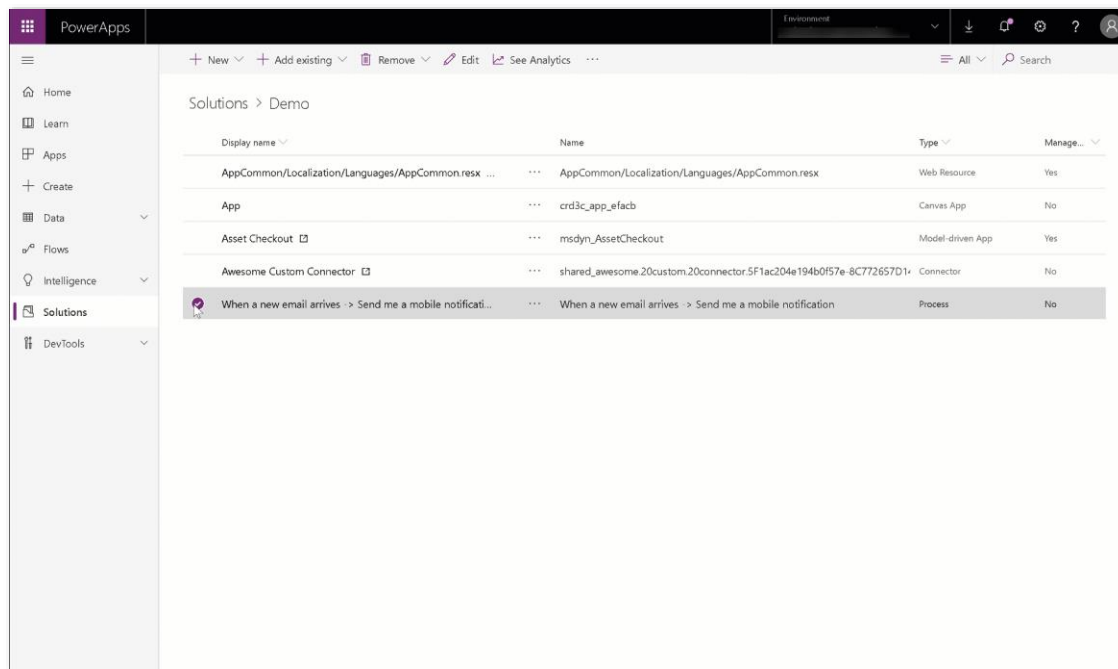 PowerApps
Environment
?
New
Add existing
Remove
Edit
See Analytics
...
All
Search
Home
Learn
Apps
Create
Data
Flows
Intelligence
Solutions
DevTools
Solutions > Demo
Display name Name Type Manage...
AppCommon/Localization/Languages/AppCommon.resx ... ... AppCommon/Localization/Languages/AppCommon.resx Web Resource Yes
App ... crd3c_app_efacb Canvas App No
Asset Checkout ... msdyn_AssetCheckout Model-driven App Yes
Awesome Custom Connector ... shared_awesome.20custom.20connector.5F1ac204e194b0f57e-8C772657D1 Connector No
When a new email arrives -> Send me a mobile notificati... ... When a new email arrives -> Send me a mobile notification Process No